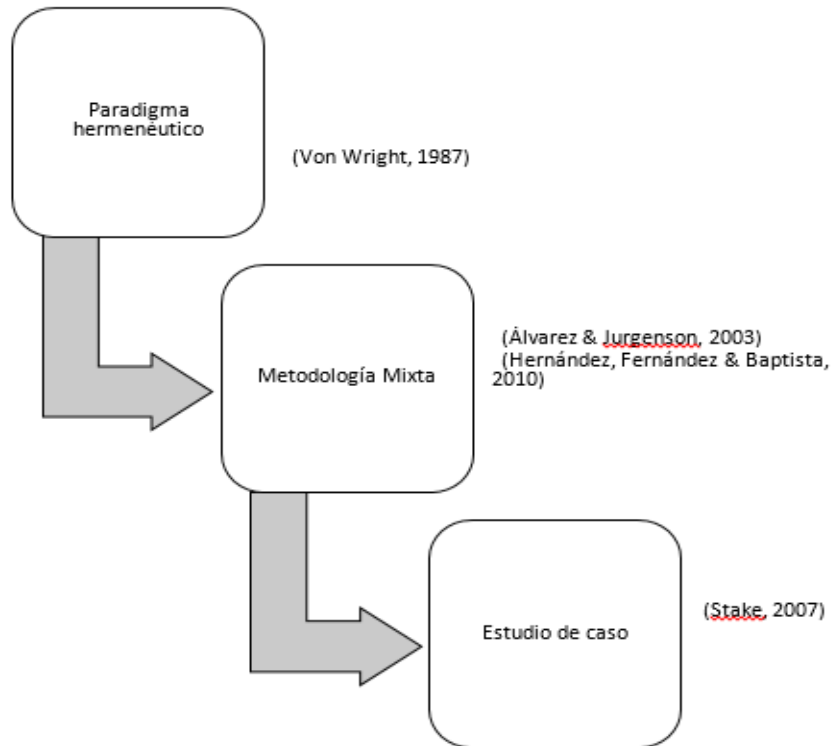 Paradigma
hermenéutico
(Von Wright, 1987)
Metodología Mixta
(Álvarez & Jurgenson, 2003)
(Hernández, Fernández & Baptista,
2010)
Estudio de caso
(Stake, 2007)